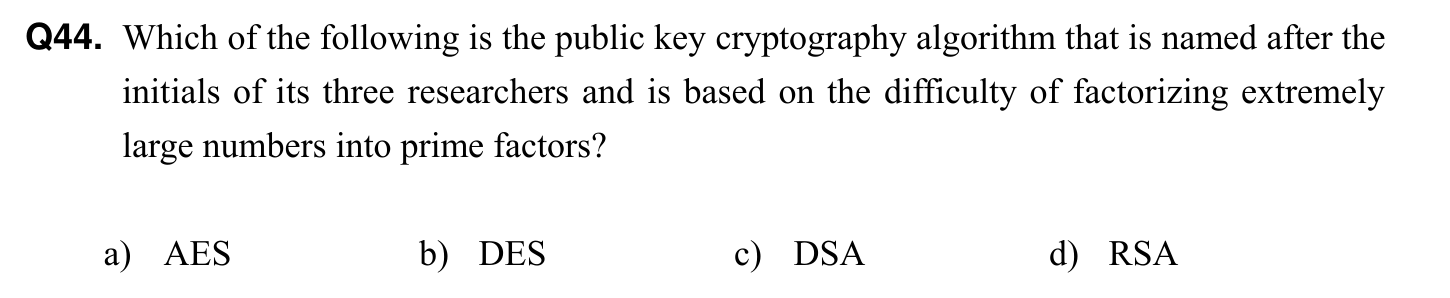 Q44. Which of the following is the public key cryptography algorithm that is named after the
initials of its three researchers and is based on the difficulty of factorizing extremely
large numbers into prime factors?
a) AES b) DES c) DSA d) RSA